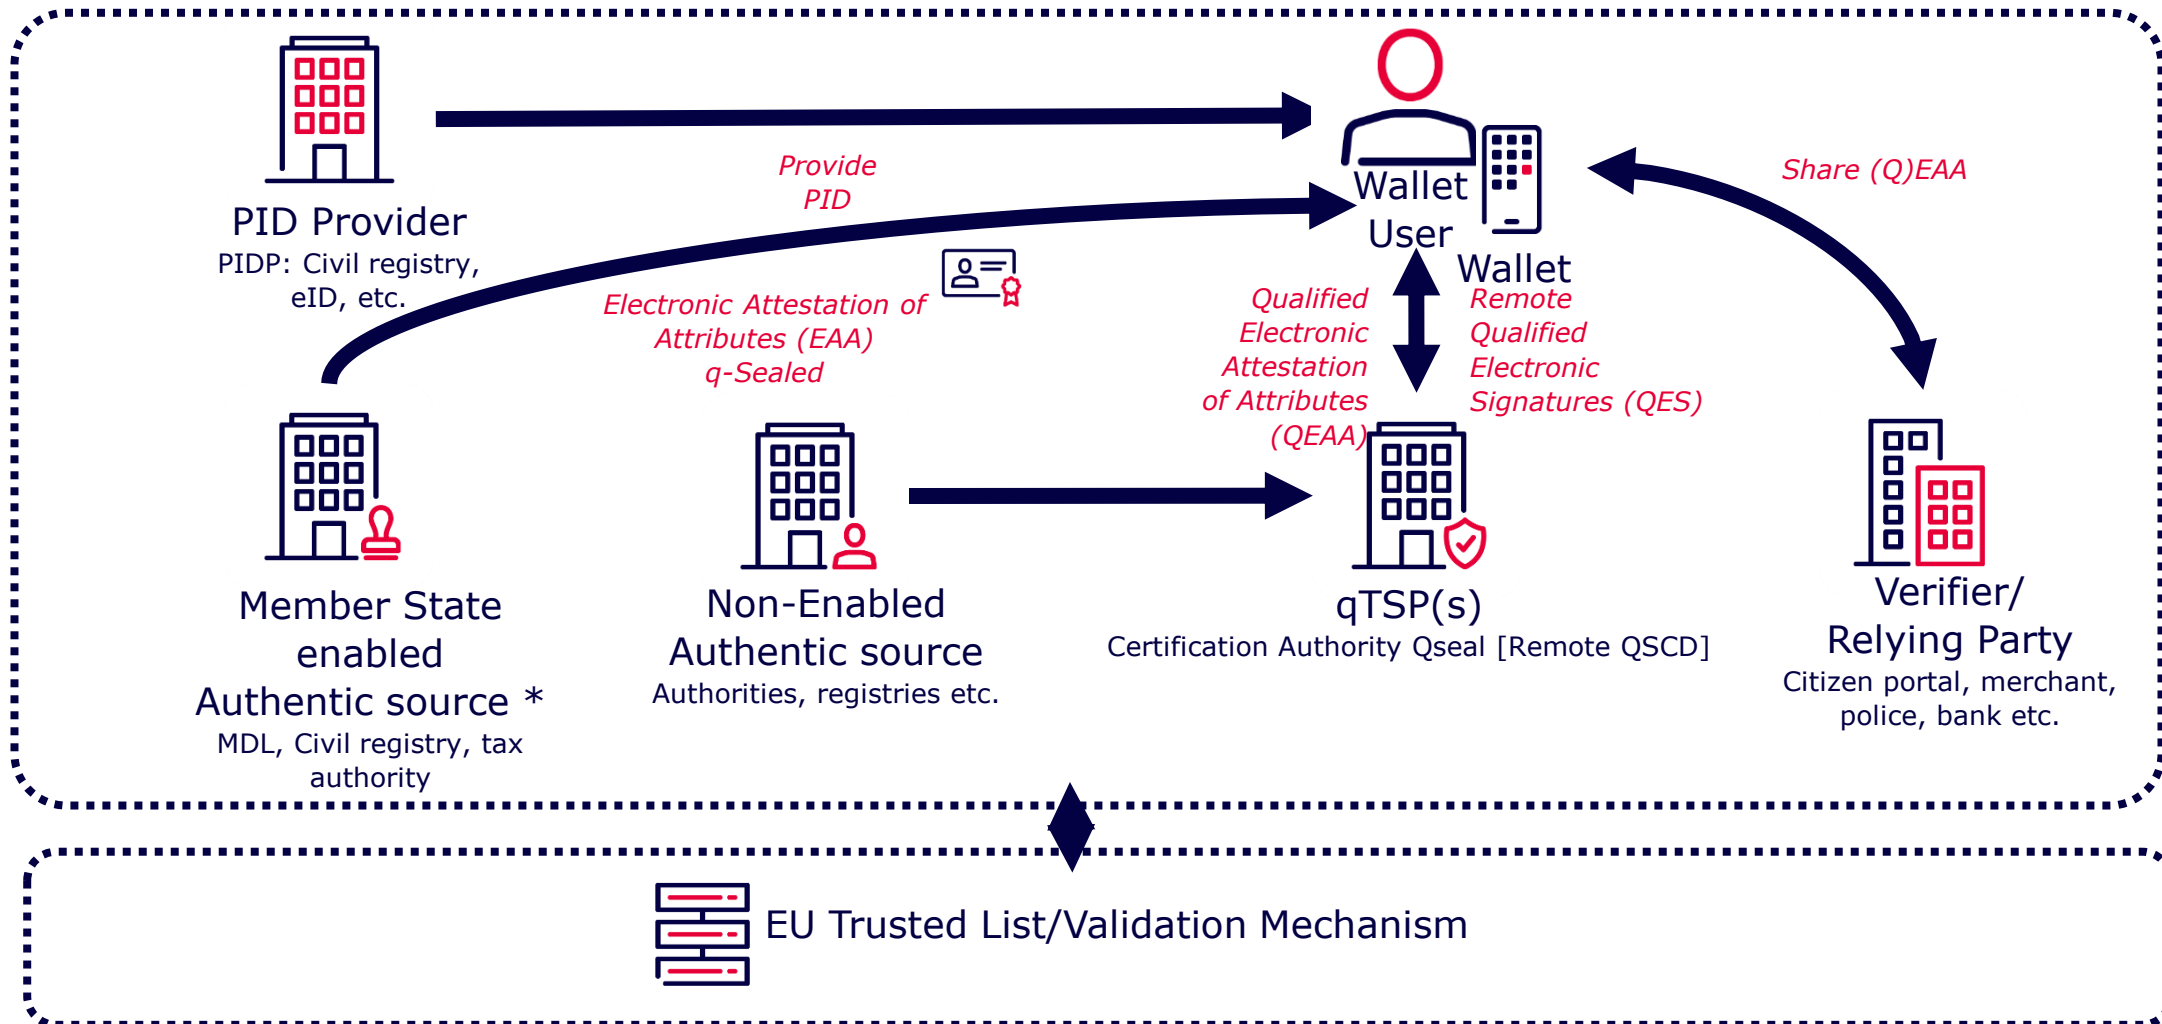 PID Provider
PIDP: Civil registry,
eID, etc.
Provide
PID
Wallet
User
Wallet
Share (Q)EAA
Electronic Attestation of
Attributes (EAA)
q-Sealed
Qualified
Electronic
Attestation
of Attributes
(QEAA)
Remote
Qualified
Electronic
Signatures (QES)
Member State
enabled
Authentic source *
MDL, Civil registry, tax
authority
Non-Enabled
Authentic source
Authorities, registries etc.
qTSP(s)
Certification Authority Qseal [Remote QSCD]
Verifier/
Relying Party
Citizen portal, merchant,
police, bank etc.
EU Trusted List/Validation Mechanism